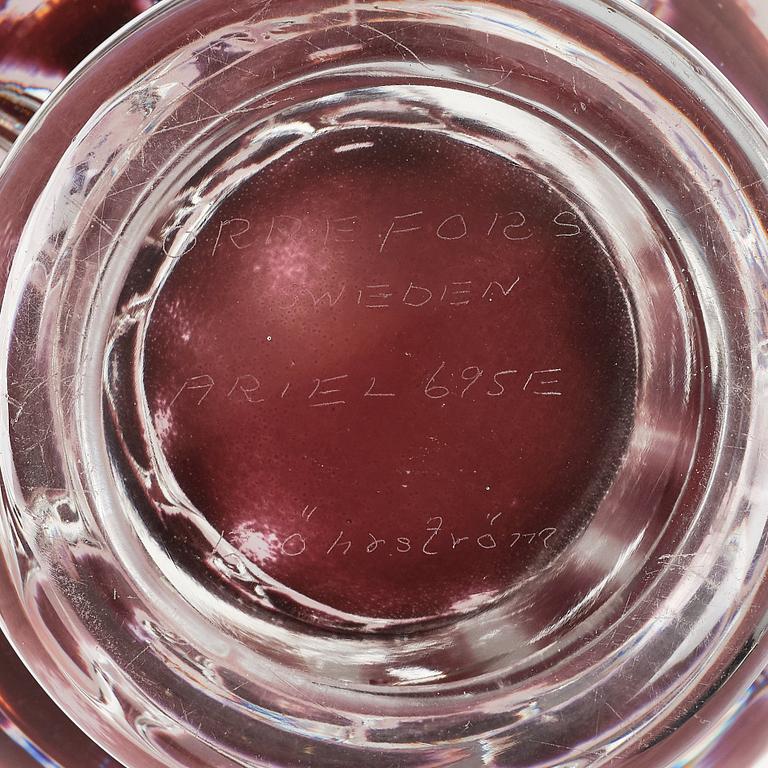 ORREFORS
SWEDEN
ARIEL 695E
E Öhrström